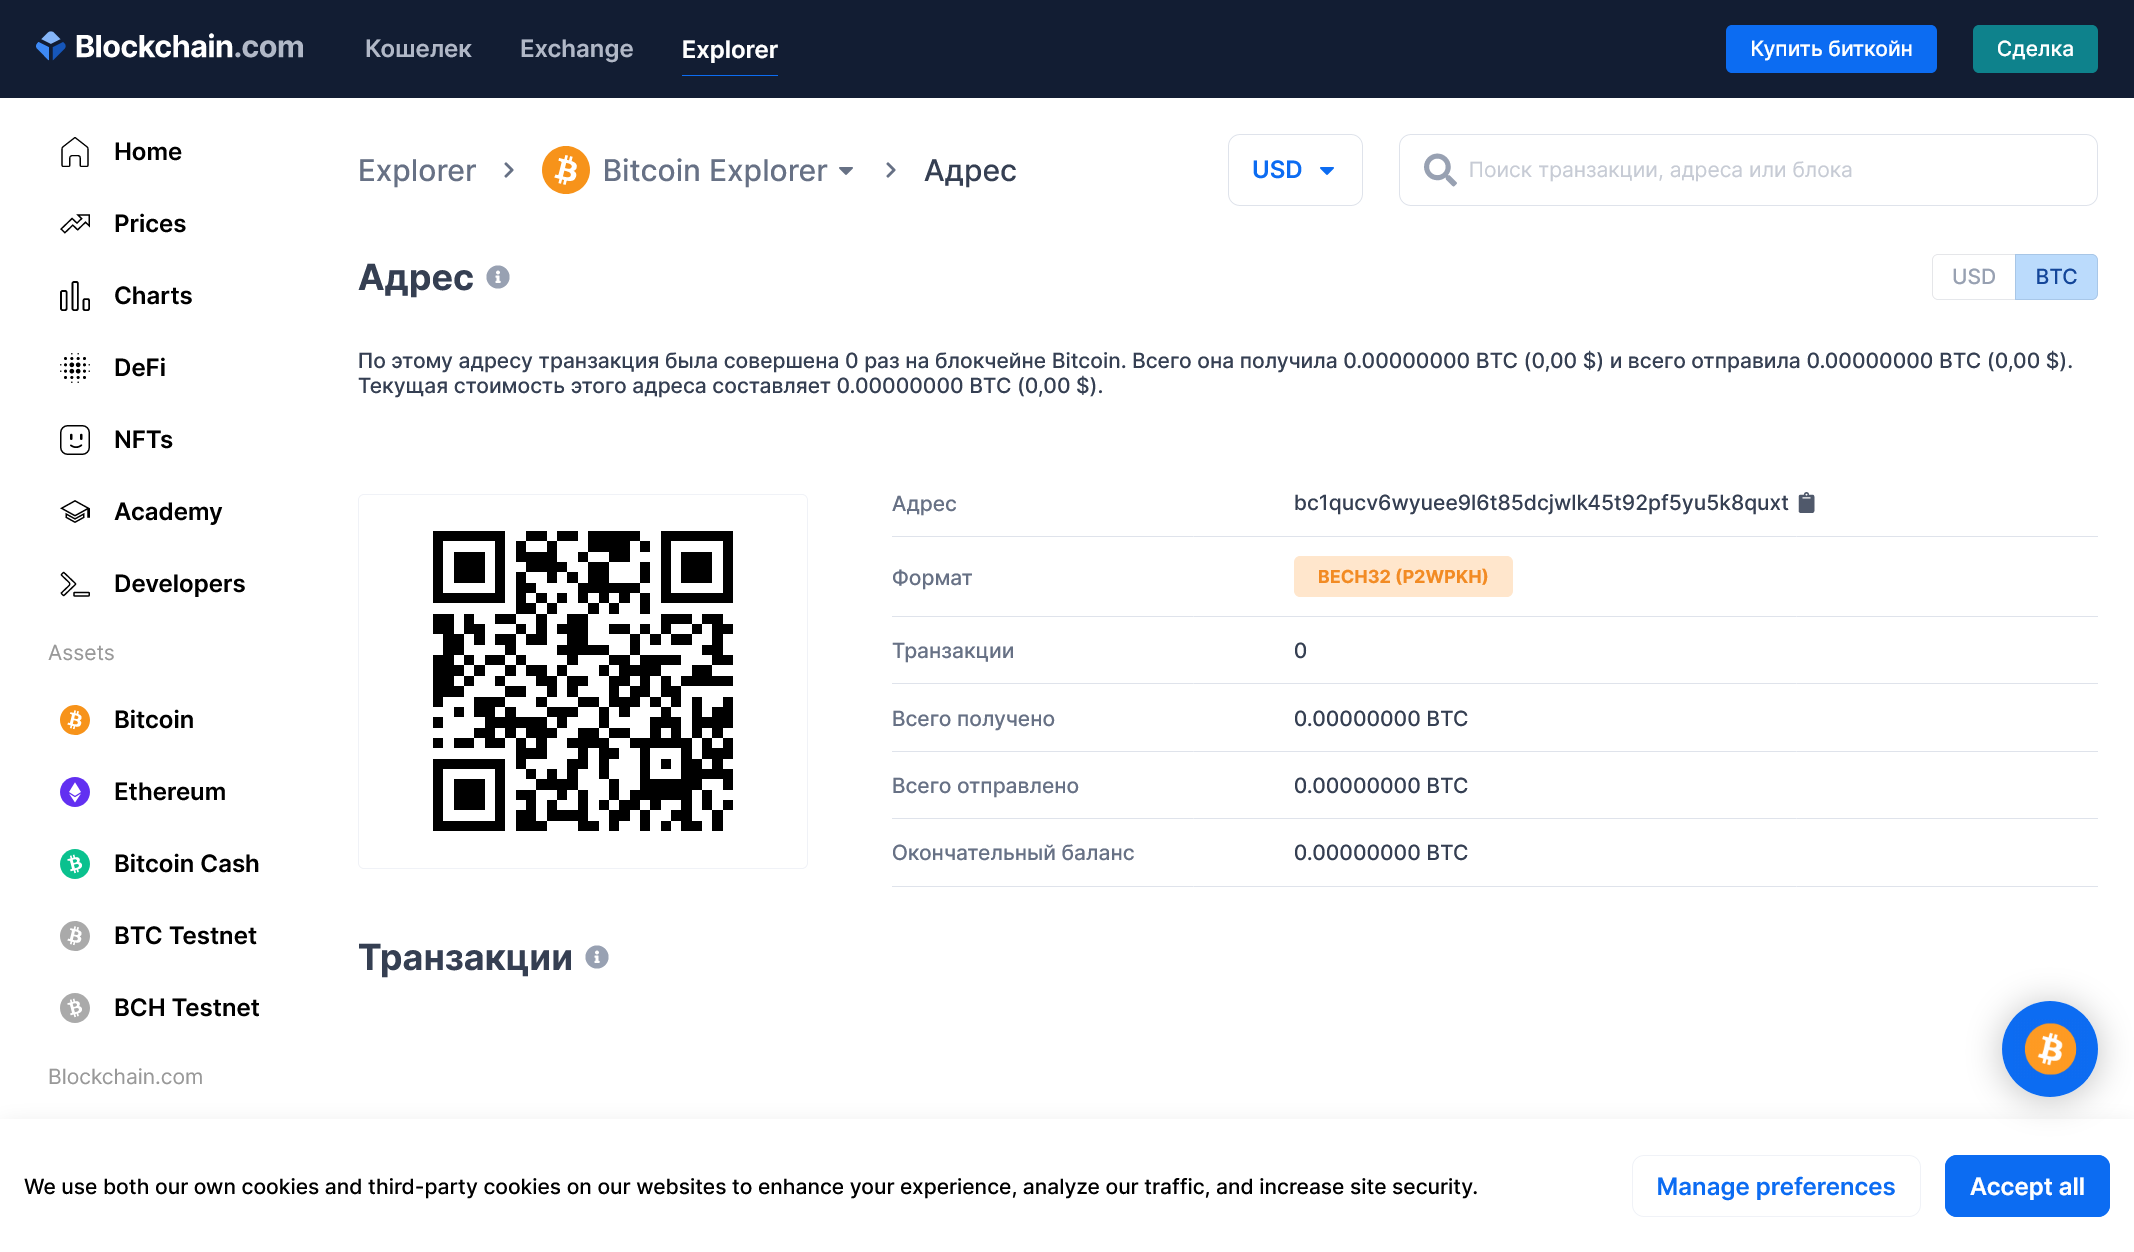 Blockchain.com
Кошелек
Exchange
Explorer
Купить биткойн
Сделка
Home
Prices
Charts
DeFi
NFTs
Academy
Developers
Assets
Bitcoin
Ethereum
Bitcoin Cash
BTC Testnet
BCH Testnet
Blockchain.com
Explorer > Bitcoin Explorer > Адрес
USD
Поиск транзакции, адреса или блока
Адрес
USD BTC
По этому адресу транзакция была совершена 0 раз на блокчейне Bitcoin. Всего она получила 0.00000000 BTC (0,00 $) и всего отправила 0.00000000 BTC (0,00 $).
Текущая стоимость этого адреса составляет 0.00000000 BTC (0,00 $).
Адрес bc1qucv6wyuee9l6t85dcjwlk45t92pf5yu5k8quxt
Формат BECH32 (P2WPKH)
Транзакции 0
Всего получено 0.00000000 BTC
Всего отправлено 0.00000000 BTC
Окончательный баланс 0.00000000 BTC
Транзакции
We use both our own cookies and third-party cookies on our websites to enhance your experience, analyze our traffic, and increase site security.
Manage preferences
Accept all